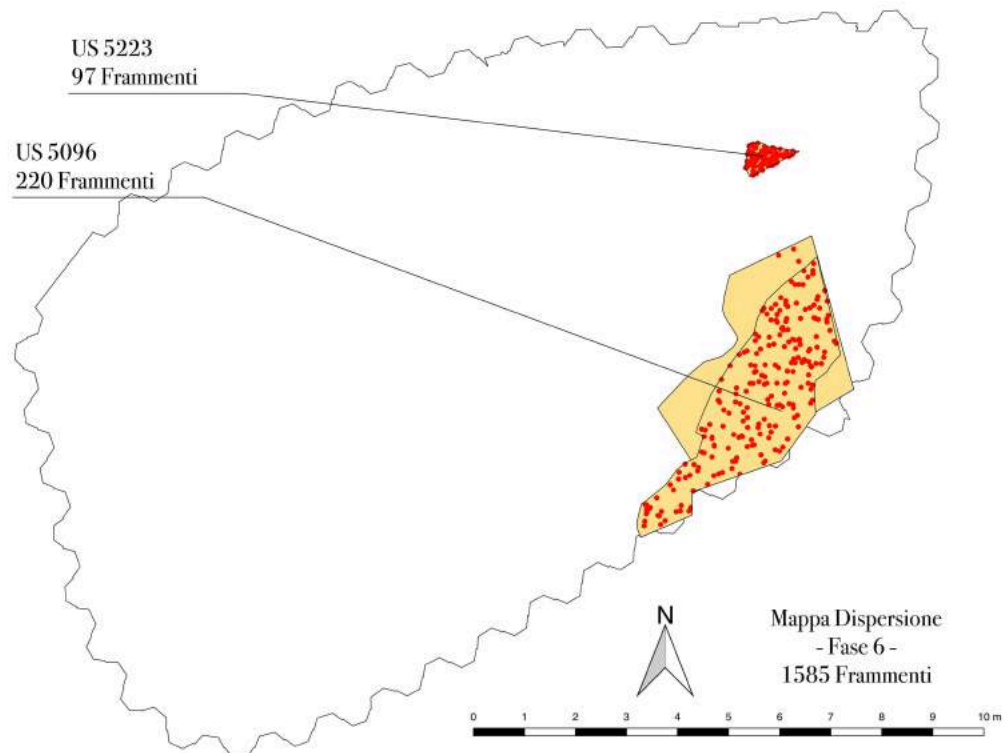 US 5223
97 Frammenti
US 5096
220 Frammenti
N
Mappa Dispersione
- Fase 6 -
1585 Frammenti
0 1 2 3 4 5 6 7 8 9 10 m